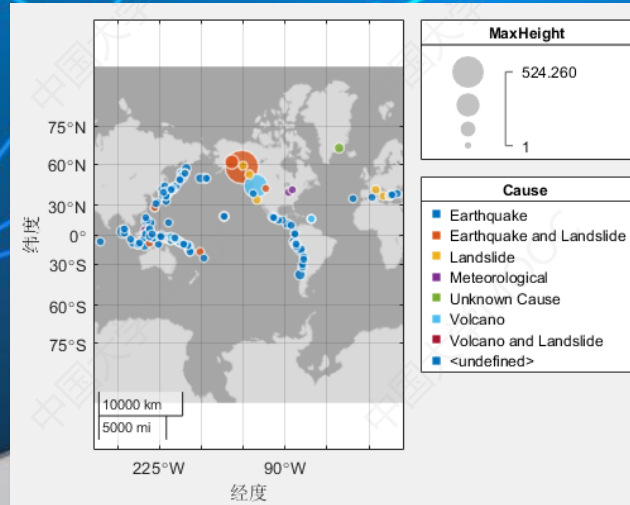 MaxHeight
524.260
1
Cause
Earthquake
Earthquake and Landslide
Landslide
Meteorological
Unknown Cause
Volcano
Volcano and Landslide
<undefined>
75°N
60°N
30°N
0°
30°S
60°S
75°S
纬度
10000 km
5000 mi
225°W
90°W
经度